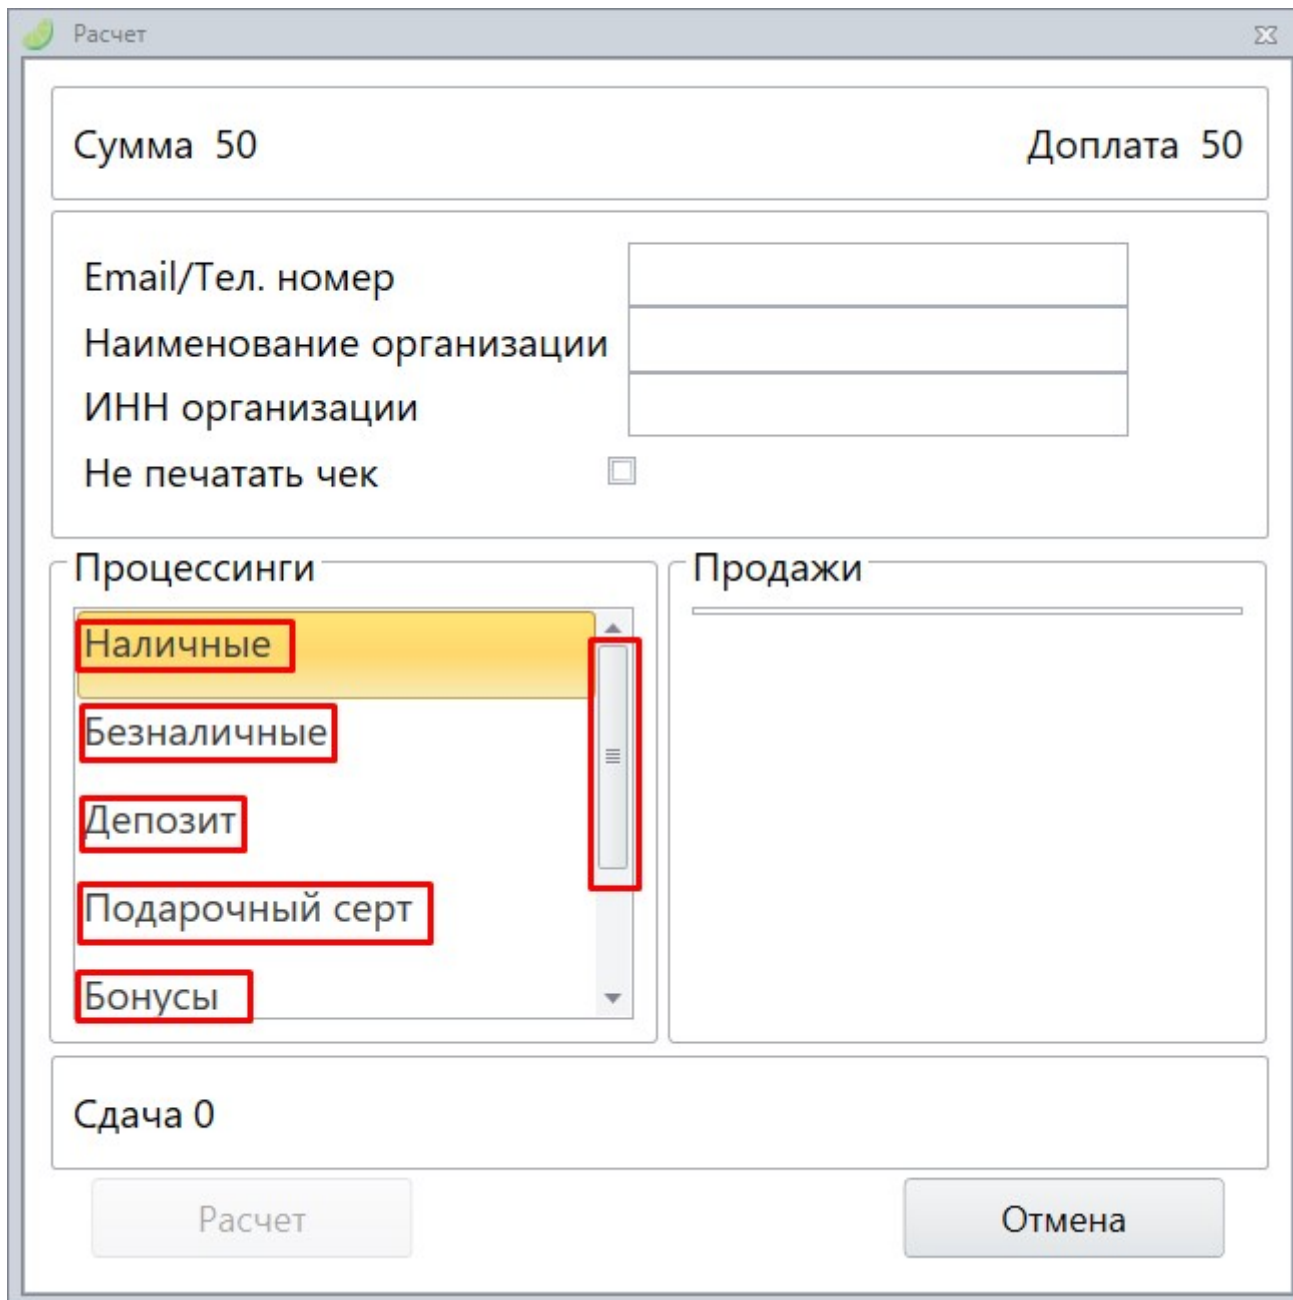 Расчет
Сумма 50 Доплата 50
Email/Тел. номер
Наименование организации
ИНН организации
Не печатать чек
Процессинги
Наличные
Безналичные
Депозит
Подарочный серт
Бонусы
Продажи
Сдача 0
Расчет Отмена